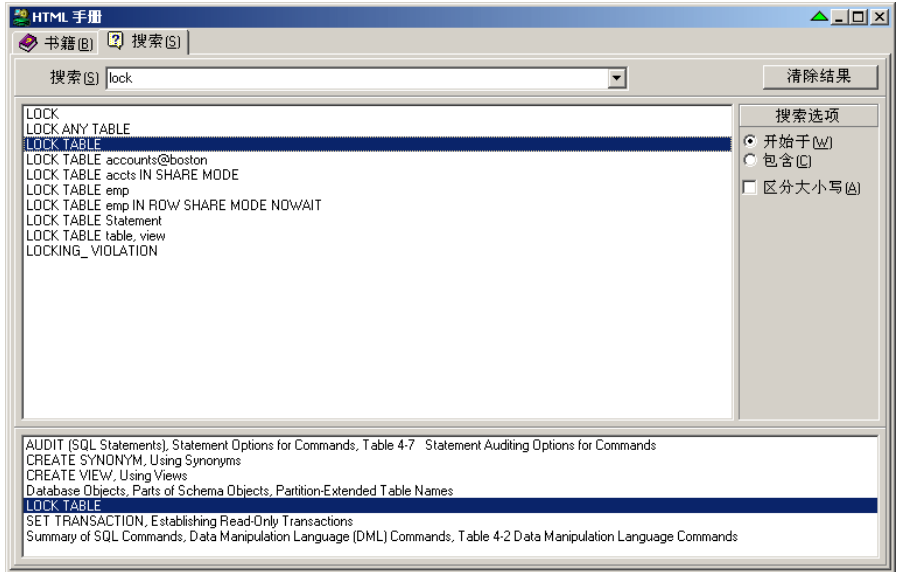 HTML 手册
书籍(B) 搜索(S)
搜索(S) lock 清除结果
LOCK
LOCK ANY TABLE
LOCK TABLE
LOCK TABLE accounts@boston
LOCK TABLE accts IN SHARE MODE
LOCK TABLE emp
LOCK TABLE emp IN ROW SHARE MODE NOWAIT
LOCK TABLE Statement
LOCK TABLE table, view
LOCKING_ VIOLATION
搜索选项
开始于(W)
包含(C)
区分大小写(A)
AUDIT (SQL Statements), Statement Options for Commands, Table 4-7 Statement Auditing Options for Commands
CREATE SYNONYM, Using Synonyms
CREATE VIEW, Using Views
Database Objects, Parts of Schema Objects, Partition-Extended Table Names
LOCK TABLE
SET TRANSACTION, Establishing Read-Only Transactions
Summary of SQL Commands, Data Manipulation Language (DML) Commands, Table 4-2 Data Manipulation Language Commands